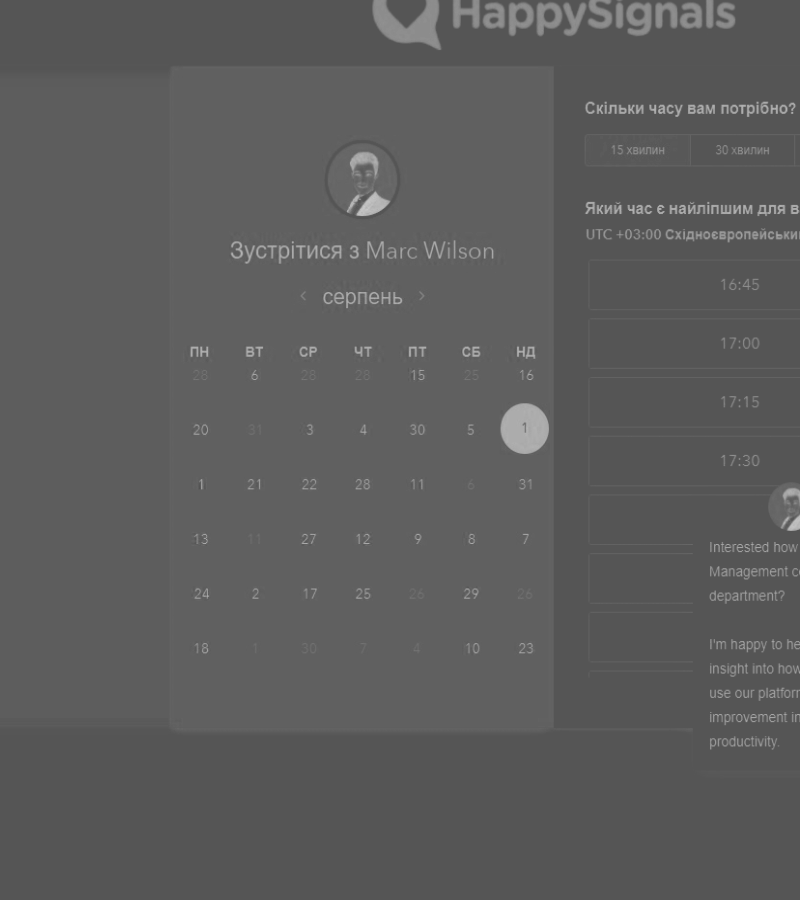 HappySignals
Зустрітися з Marc Wilson
серпень
ПН ВТ СР ЧТ ПТ СБ НД
28 6 28 28 15 25 16
20 31 3 4 30 5 1
1 21 22 28 11 6 31
13 11 27 12 9 8 7
24 2 17 25 26 29 26
18 1 30 7 4 10 23
Скільки часу вам потрібно?
15 хвилин 30 хвилин
Який час є найліпшим для в
UTC +03:00 Східноєвропейськи
16:45
17:00
17:15
17:30
Interested how
Management c
department?
I'm happy to he
insight into how
use our platfor
improvement in
productivity.